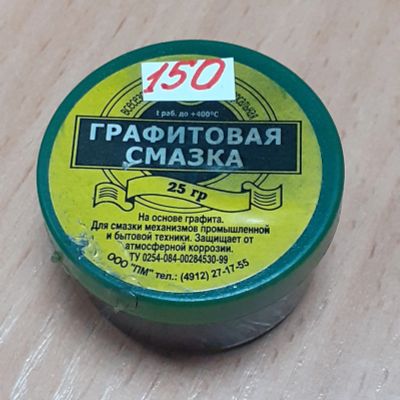 150
t раб. до +400°С
ГРАФИТОВАЯ
СМАЗКА
25 гр
На основе графита.
Для смазки механизмов промышленной
и бытовой техники. Защищает от
атмосферной коррозии.
ТУ 0254-084-00284530-99
ООО "ПМ" тел.: (4912) 27-17-55